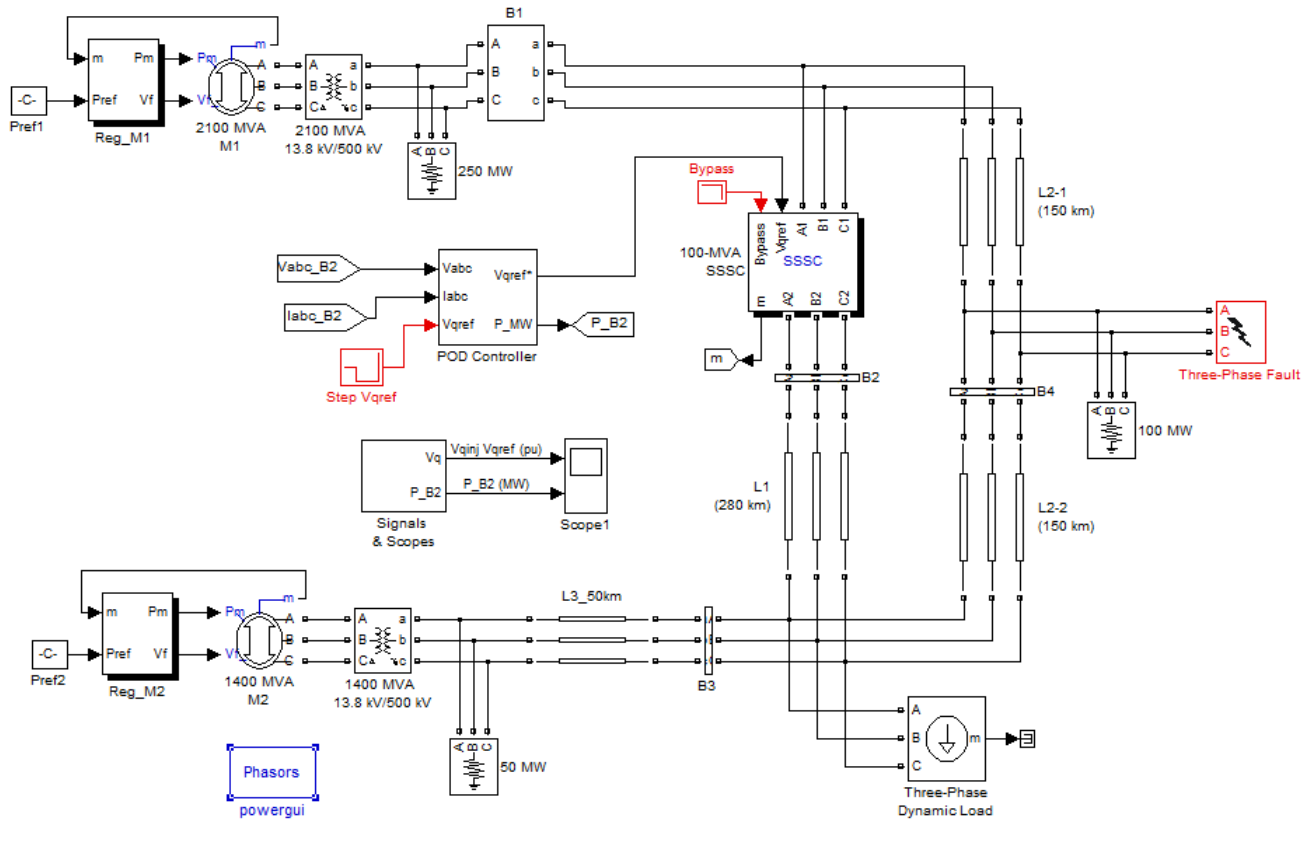 B1
m
Pm
Pref
Vf
-C-
Pref1
Reg_M1
Pm
Vf_
m
A
B
C
2100 MVA
M1
A
B
C
a
b
c
2100 MVA
13.8 kV/500 kV
A
B
C
a
b
c
A B C
250 MW
Bypass
Bypass
Vqref
A1
B1
C1
SSSC
m
A2
B2
C2
100-MVA
SSSC
m
B2
L2-1
(150 km)
Vabc_B2
Iabc_B2
Vabc
Iabc
Vqref
Vqref*
P_MW
POD Controller
P_B2
Step Vqref
A
B
C
Three-Phase Fault
B4
A B C
100 MW
Vq
P_B2
Vqinj Vqref (pu)
P_B2 (MW)
Signals
& Scopes
Scope1
L1
(280 km)
L2-2
(150 km)
m
Pm
Pref
Vf
-C-
Pref2
Reg_M2
Pm
Vf_
m
A
B
C
1400 MVA
M2
A
B
C
a
b
c
1400 MVA
13.8 kV/500 kV
L3_50km
B3
A B C
50 MW
A
B
C
m
Three-Phase
Dynamic Load
Phasors
powergui